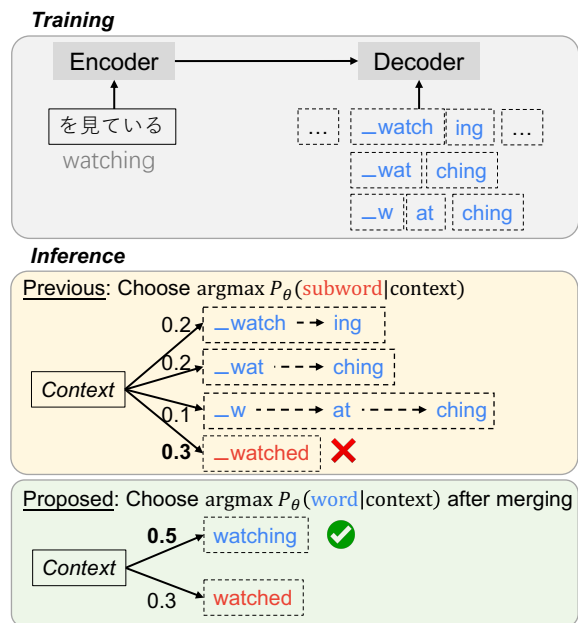 Training
Encoder Decoder
を見ている … _watch ing …
watching
_wat ching
_w at ching
Inference
Previous: Choose argmax Pθ(subword|context)
0.2 _watch ing
0.2 _wat ching
Context
0.1 _w at ching
0.3 _watched
Proposed: Choose argmax Pθ(word|context) after merging
0.5 watching
Context
0.3 watched